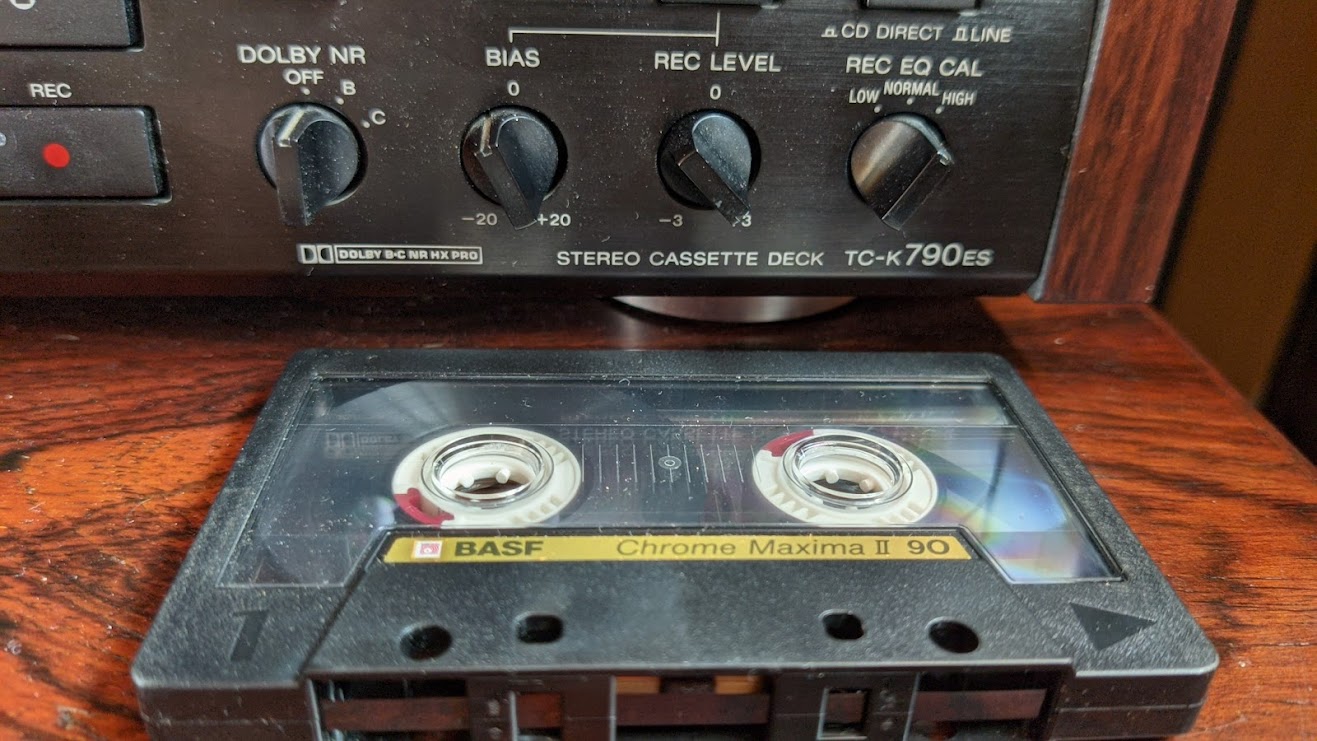 CD DIRECT LINE
DOLBY NR
BIAS
REC LEVEL
REC EQ CAL
REC
OFF
B
C
0
0
LOW NORMAL HIGH
-20 +20
-3 +3
DOLBY B-C NR HX PRO
STEREO CASSETTE DECK TC-K790ES
BASF Chrome Maxima II 90
1